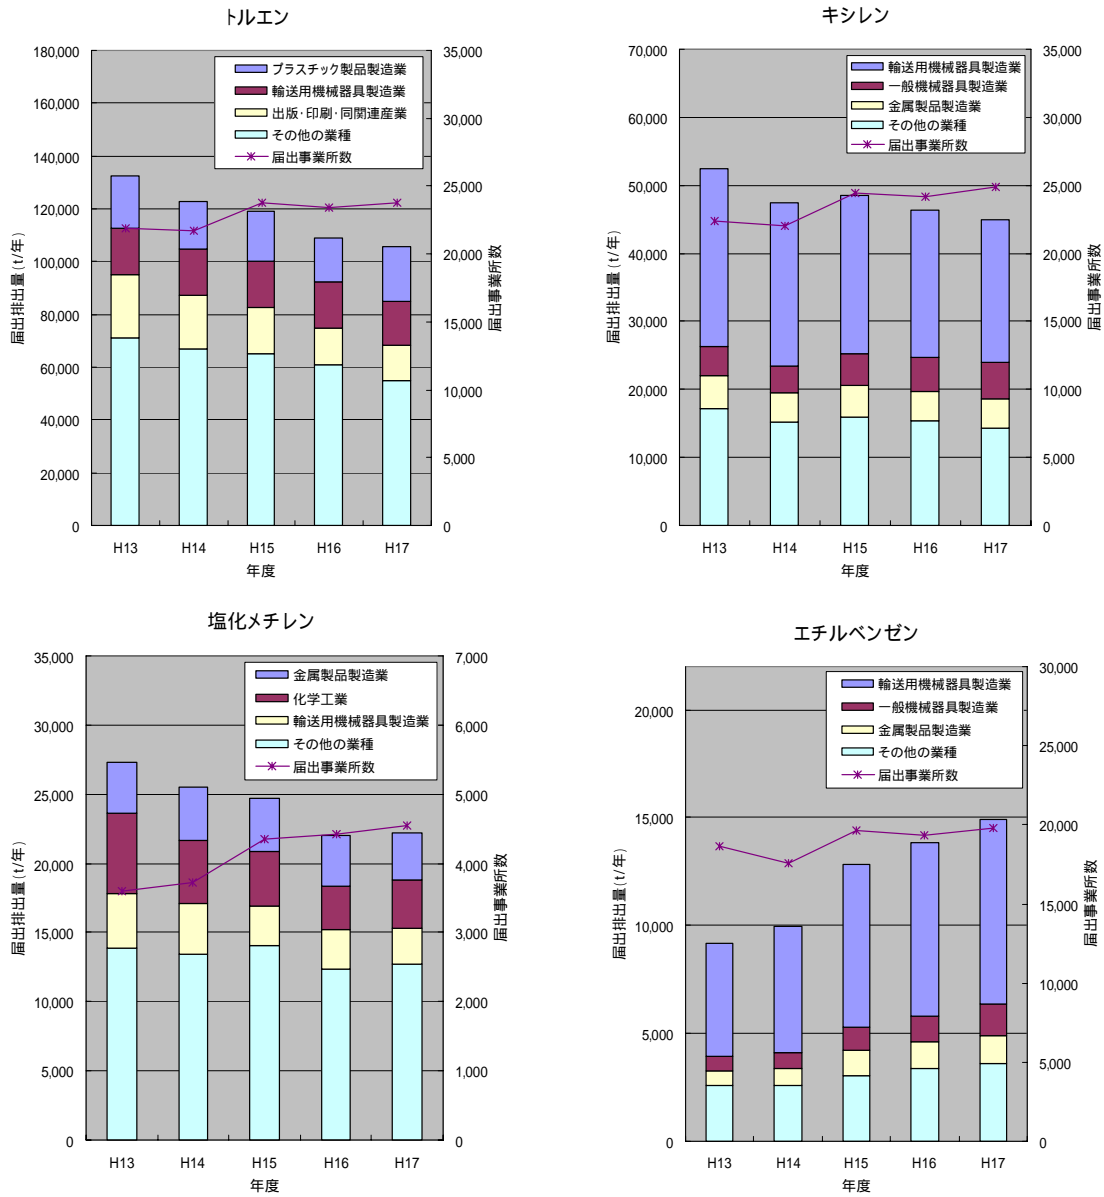 トルエン
180,000
160,000
140,000
120,000
100,000
80,000
60,000
40,000
20,000
0
届出排出量(t/年)
プラスチック製品製造業
輸送用機械器具製造業
出版・印刷・同関連産業
その他の業種
届出事業所数
35,000
30,000
25,000
20,000
15,000
10,000
5,000
0
届出事業所数
H13 H14 H15 H16 H17
年度
キシレン
70,000
60,000
50,000
40,000
30,000
20,000
10,000
0
届出排出量(t/年)
輸送用機械器具製造業
一般機械器具製造業
金属製品製造業
その他の業種
届出事業所数
35,000
30,000
25,000
20,000
15,000
10,000
5,000
0
届出事業所数
H13 H14 H15 H16 H17
年度
塩化メチレン
35,000
30,000
25,000
20,000
15,000
10,000
5,000
0
届出排出量(t/年)
金属製品製造業
化学工業
輸送用機械器具製造業
その他の業種
届出事業所数
7,000
6,000
5,000
4,000
3,000
2,000
1,000
0
届出事業所数
H13 H14 H15 H16 H17
年度
エチルベンゼン
20,000
15,000
10,000
5,000
0
届出排出量(t/年)
輸送用機械器具製造業
一般機械器具製造業
金属製品製造業
その他の業種
届出事業所数
30,000
25,000
20,000
15,000
10,000
5,000
0
届出事業所数
H13 H14 H15 H16 H17
年度